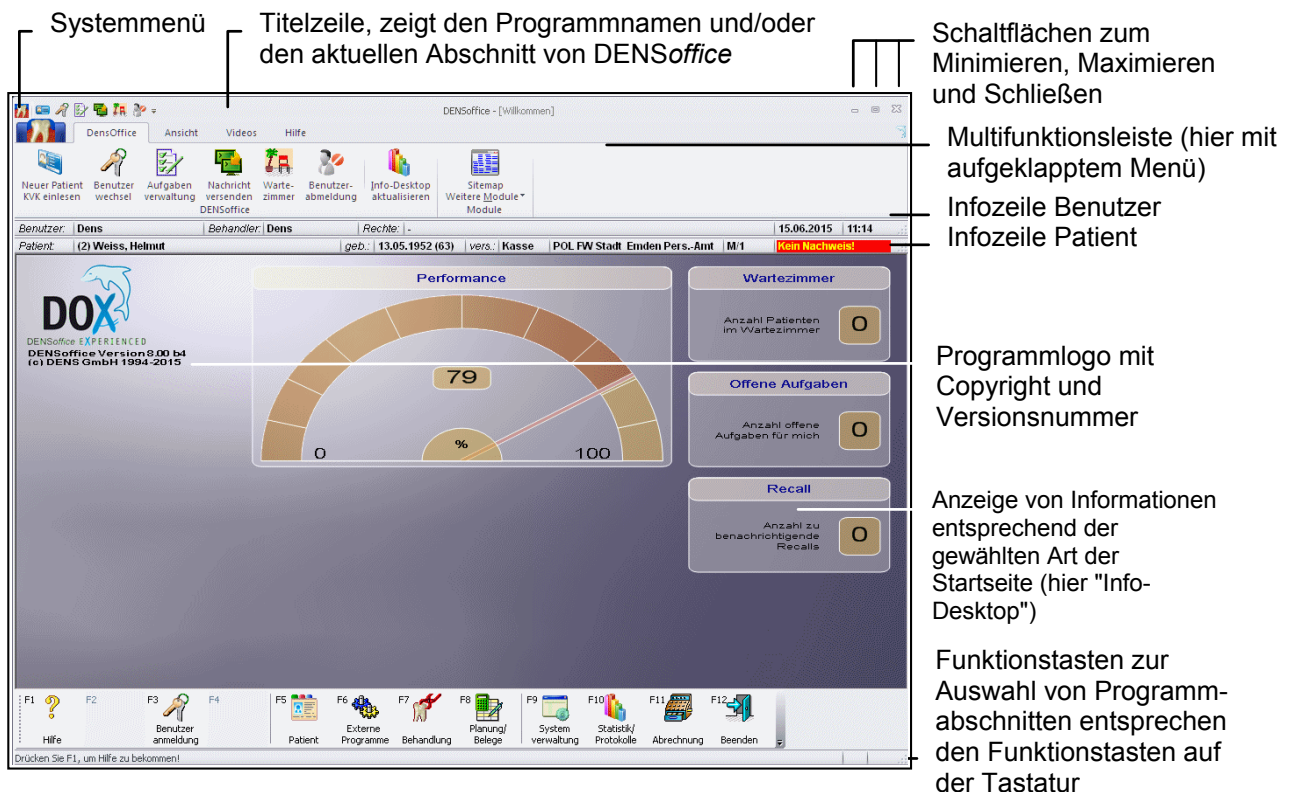 Systemmenü
Titelzeile, zeigt den Programmnamen und/oder
den aktuellen Abschnitt von DENSoffice
Schaltflächen zum
Minimieren, Maximieren
und Schließen
DENSoffice - [Willkommen]
DensOffice Ansicht Videos Hilfe
Multifunktionsleiste (hier mit
aufgeklapptem Menü)
Neuer Patient Benutzer Aufgaben Nachricht Warte- Benutzer- Info-Desktop Sitemap
KVK einlesen wechsel verwaltung versenden zimmer abmeldung aktualisieren Weitere Module
DENSoffice Module
Infozeile Benutzer
Benutzer: Dens Behandler: Dens Rechte: - 15.06.2015 11:14
Infozeile Patient
Patient: (2) Weiss, Helmut geb.: 13.05.1952 (63) vers.: Kasse POL FW Stadt Emden Pers.-Amt M/1 Kein Nachweis!
Performance
Wartezimmer
DOX
DENSoffice EXPERIENCED
DENSoffice Version 8.00 b4
(c) DENS GmbH 1994-2015
79
%
0 100
Anzahl Patienten
im Wartezimmer
0
Programmlogo mit
Copyright und
Versionsnummer
Offene Aufgaben
Anzahl offene
Aufgaben für mich
0
Recall
Anzahl zu
benachrichtigende
Recalls
0
Anzeige von Informationen
entsprechend der
gewählten Art der
Startseite (hier "Info-
Desktop")
Funktionstasten zur
Auswahl von Programm-
abschnitten entsprechen
den Funktionstasten auf
der Tastatur
F1 F2 F3 F4 F5 F6 F7 F8 F9 F10 F11 F12
Benutzer Externe Planung/ System Statistik/
Hilfe anmeldung Patient Programme Behandlung Belege verwaltung Protokolle Abrechnung Beenden
Drücken Sie F1, um Hilfe zu bekommen!